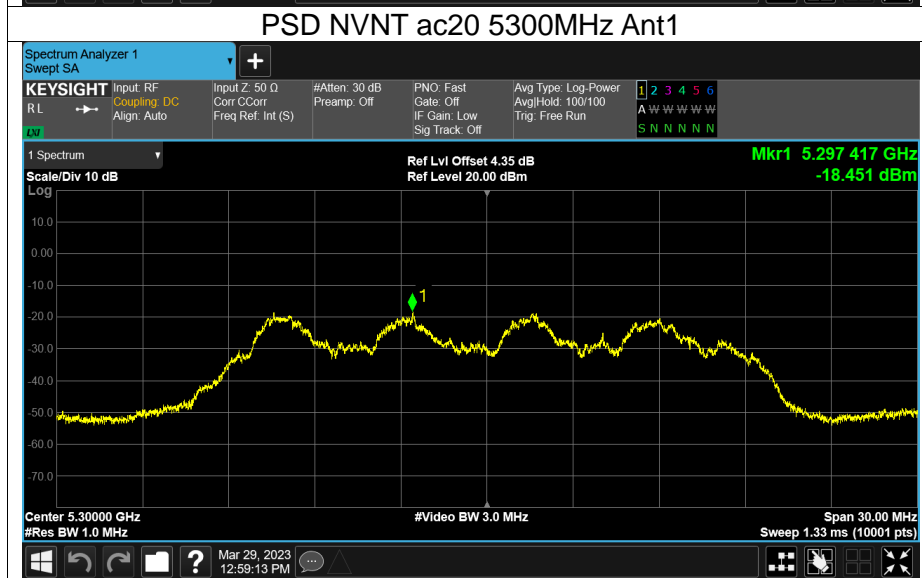 PSD NVNT ac20 5300MHz Ant1
Spectrum Analyzer 1
Swept SA
+
KEYSIGHT Input: RF Input Z: 50 Ω #Atten: 30 dB PNO: Fast Avg Type: Log-Power 1 2 3 4 5 6
RL Coupling: DC Corr CCorr Preamp: Off Gate: Off Avg|Hold: 100/100 A W W W W W
Align: Auto Freq Ref: Int (S) IF Gain: Low Trig: Free Run
LXI Sig Track: Off S N N N N N
1 Spectrum Ref Lvl Offset 4.35 dB Mkr1 5.297 417 GHz
Scale/Div 10 dB Ref Level 20.00 dBm -18.451 dBm
Log
10.0
0.00
1
-10.0
-20.0
-30.0
-40.0
-50.0
-60.0
-70.0
Center 5.30000 GHz #Video BW 3.0 MHz Span 30.00 MHz
#Res BW 1.0 MHz Sweep 1.33 ms (10001 pts)
? Mar 29, 2023
12:59:13 PM